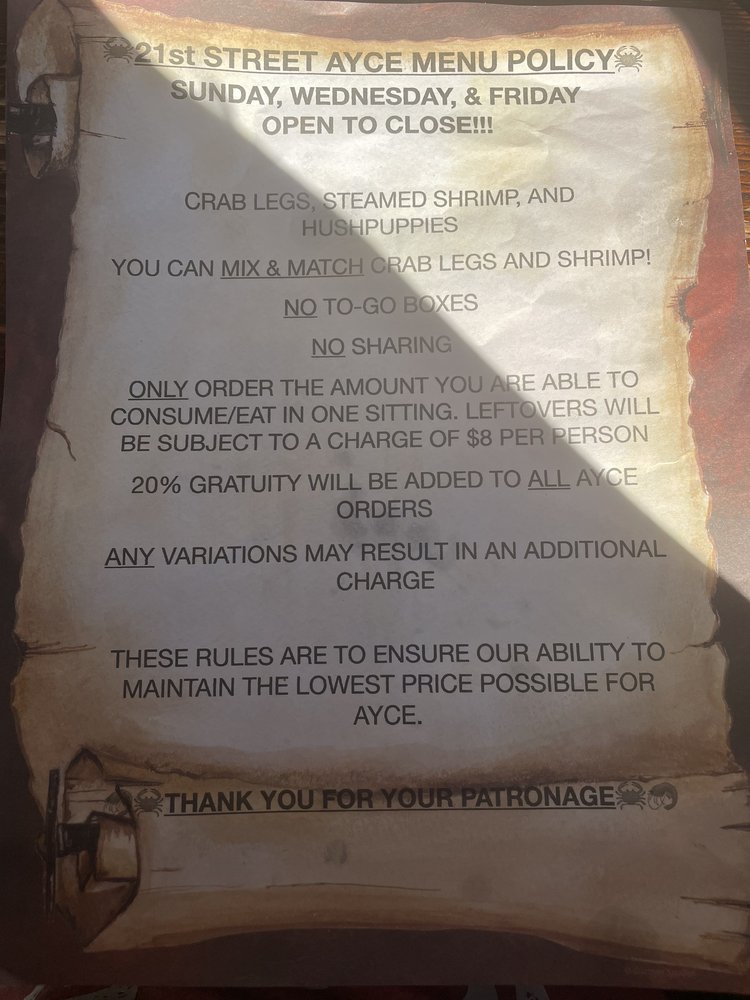 🦀21st STREET AYCE MENU POLICY🦀
SUNDAY, WEDNESDAY, & FRIDAY
OPEN TO CLOSE!!!
CRAB LEGS, STEAMED SHRIMP, AND
HUSHPUPPIES
YOU CAN MIX & MATCH CRAB LEGS AND SHRIMP!
NO TO-GO BOXES
NO SHARING
ONLY ORDER THE AMOUNT YOU ARE ABLE TO
CONSUME/EAT IN ONE SITTING. LEFTOVERS WILL
BE SUBJECT TO A CHARGE OF $8 PER PERSON
20% GRATUITY WILL BE ADDED TO ALL AYCE
ORDERS
ANY VARIATIONS MAY RESULT IN AN ADDITIONAL
CHARGE
THESE RULES ARE TO ENSURE OUR ABILITY TO
MAINTAIN THE LOWEST PRICE POSSIBLE FOR
AYCE.
🦐🦀THANK YOU FOR YOUR PATRONAGE🦀🦐